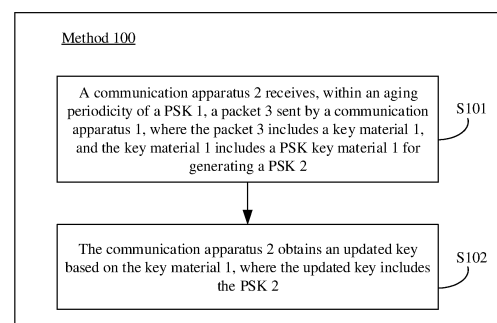 Method 100
A communication apparatus 2 receives, within an aging
periodicity of a PSK 1, a packet 3 sent by a communication
apparatus 1, where the packet 3 includes a key material 1,
and the key material 1 includes a PSK key material 1 for
generating a PSK 2
S101
The communication apparatus 2 obtains an updated key
based on the key material 1, where the updated key includes
the PSK 2
S102